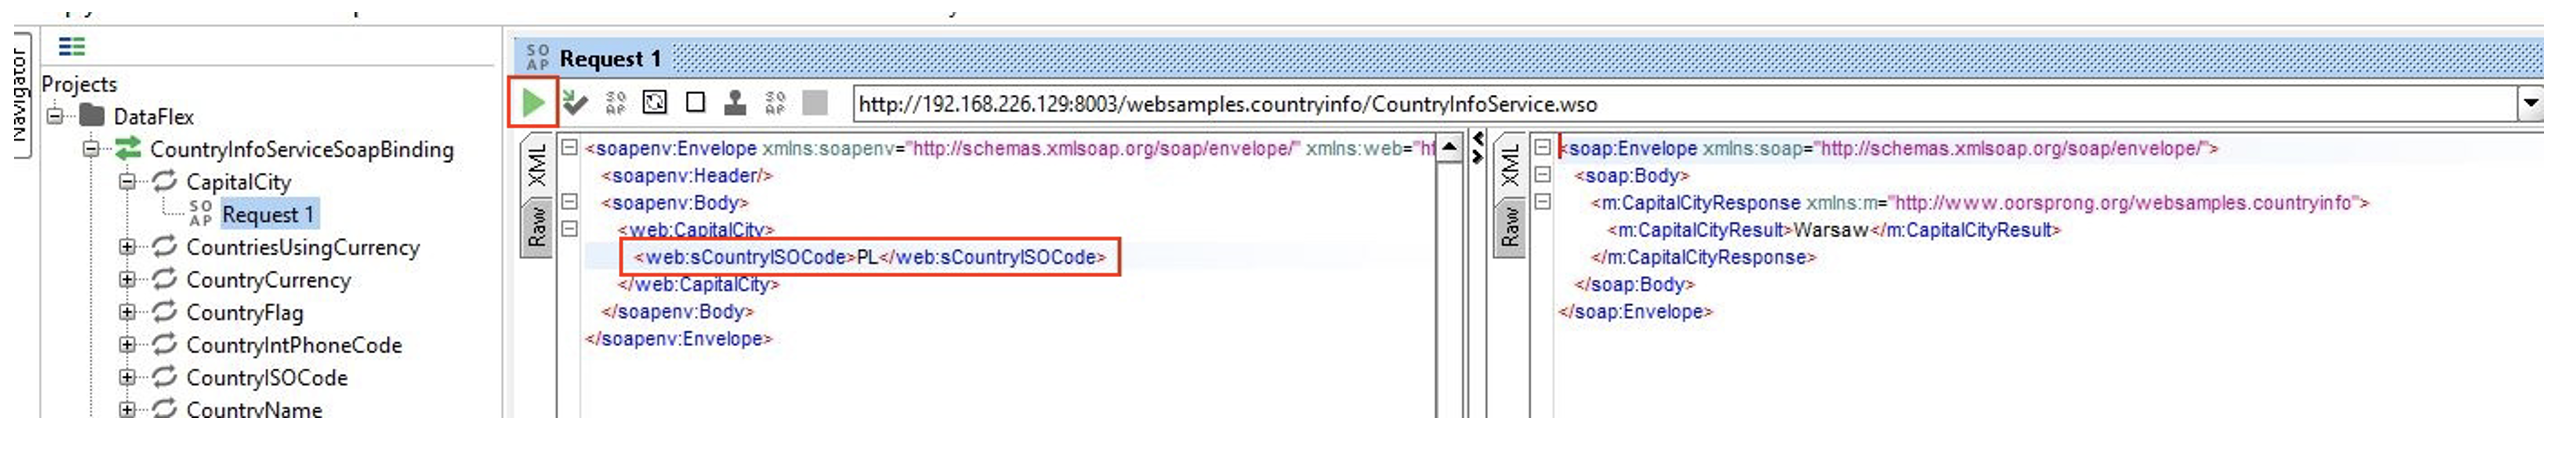 Navigator
Projects
DataFlex
CountryInfoServiceSoapBinding
CapitalCity
SO
AP Request 1
CountriesUsingCurrency
CountryCurrency
CountryFlag
CountryIntPhoneCode
CountryISOCode
CountryName
SO
AP Request 1
SO
AP
SO
AP
http://192.168.226.129:8003/websamples.countryinfo/CountryInfoService.wso
XML
Raw
<soapenv:Envelope xmlns:soapenv="http://schemas.xmlsoap.org/soap/envelope/" xmlns:web="ht
<soapenv:Header/>
<soapenv:Body>
<web:CapitalCity>
<web:sCountryISOCode>PL</web:sCountryISOCode>
</web:CapitalCity>
</soapenv:Body>
</soapenv:Envelope>
XML
Raw
<soap:Envelope xmlns:soap="http://schemas.xmlsoap.org/soap/envelope/">
<soap:Body>
<m:CapitalCityResponse xmlns:m="http://www.oorsprong.org/websamples.countryinfo">
<m:CapitalCityResult>Warsaw</m:CapitalCityResult>
</m:CapitalCityResponse>
</soap:Body>
</soap:Envelope>